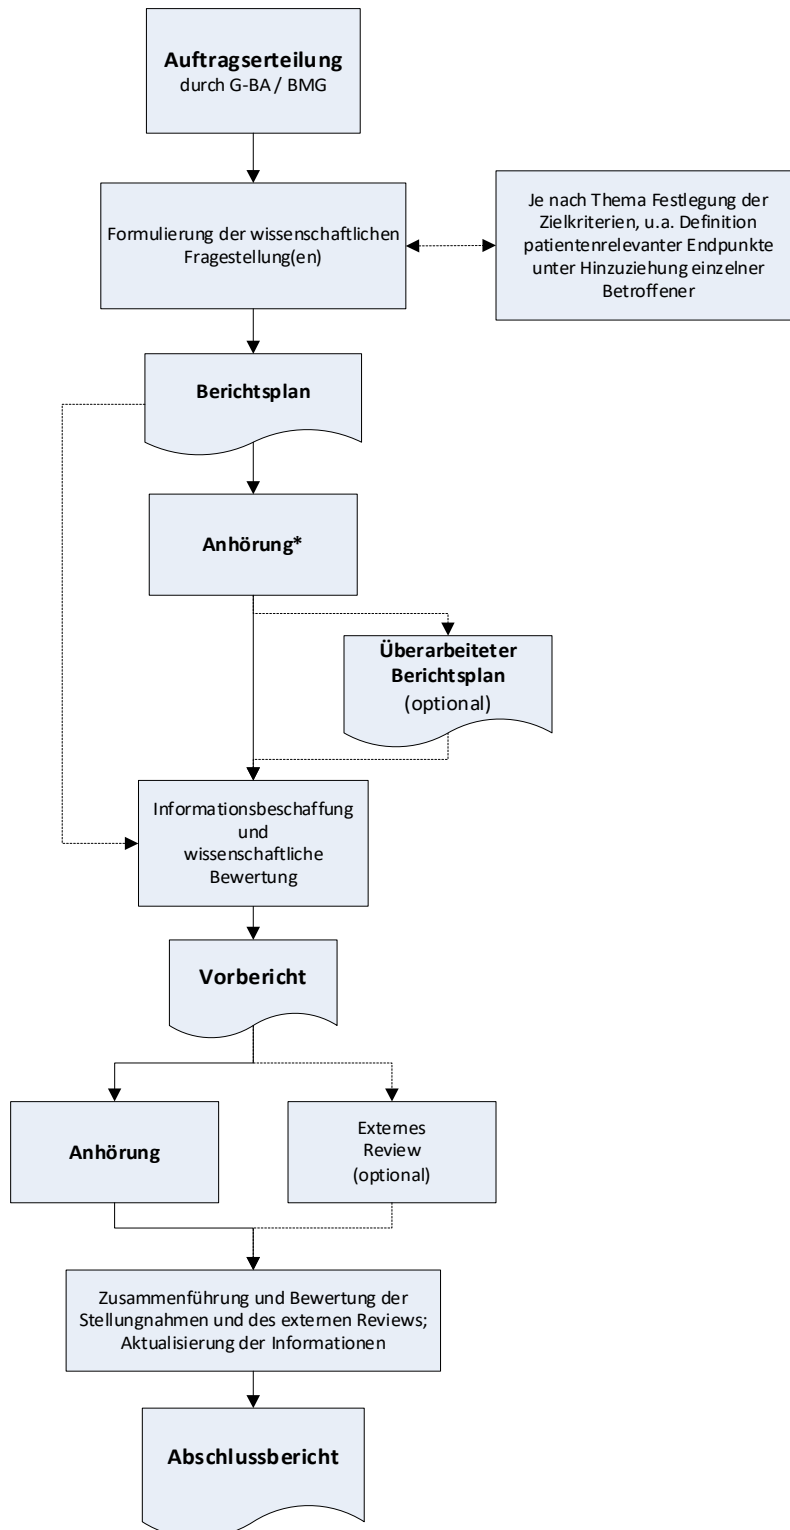 Auftragserteilung
durch G-BA / BMG
Formulierung der wissenschaftlichen
Fragestellung(en)
Je nach Thema Festlegung der
Zielkriterien, u.a. Definition
patientenrelevanter Endpunkte
unter Hinzuziehung einzelner
Betroffener
Berichtsplan
Anhörung*
Überarbeiteter
Berichtsplan
(optional)
Informationsbeschaffung
und
wissenschaftliche
Bewertung
Vorbericht
Anhörung
Externes
Review
(optional)
Zusammenführung und Bewertung der
Stellungnahmen und des externen Reviews;
Aktualisierung der Informationen
Abschlussbericht